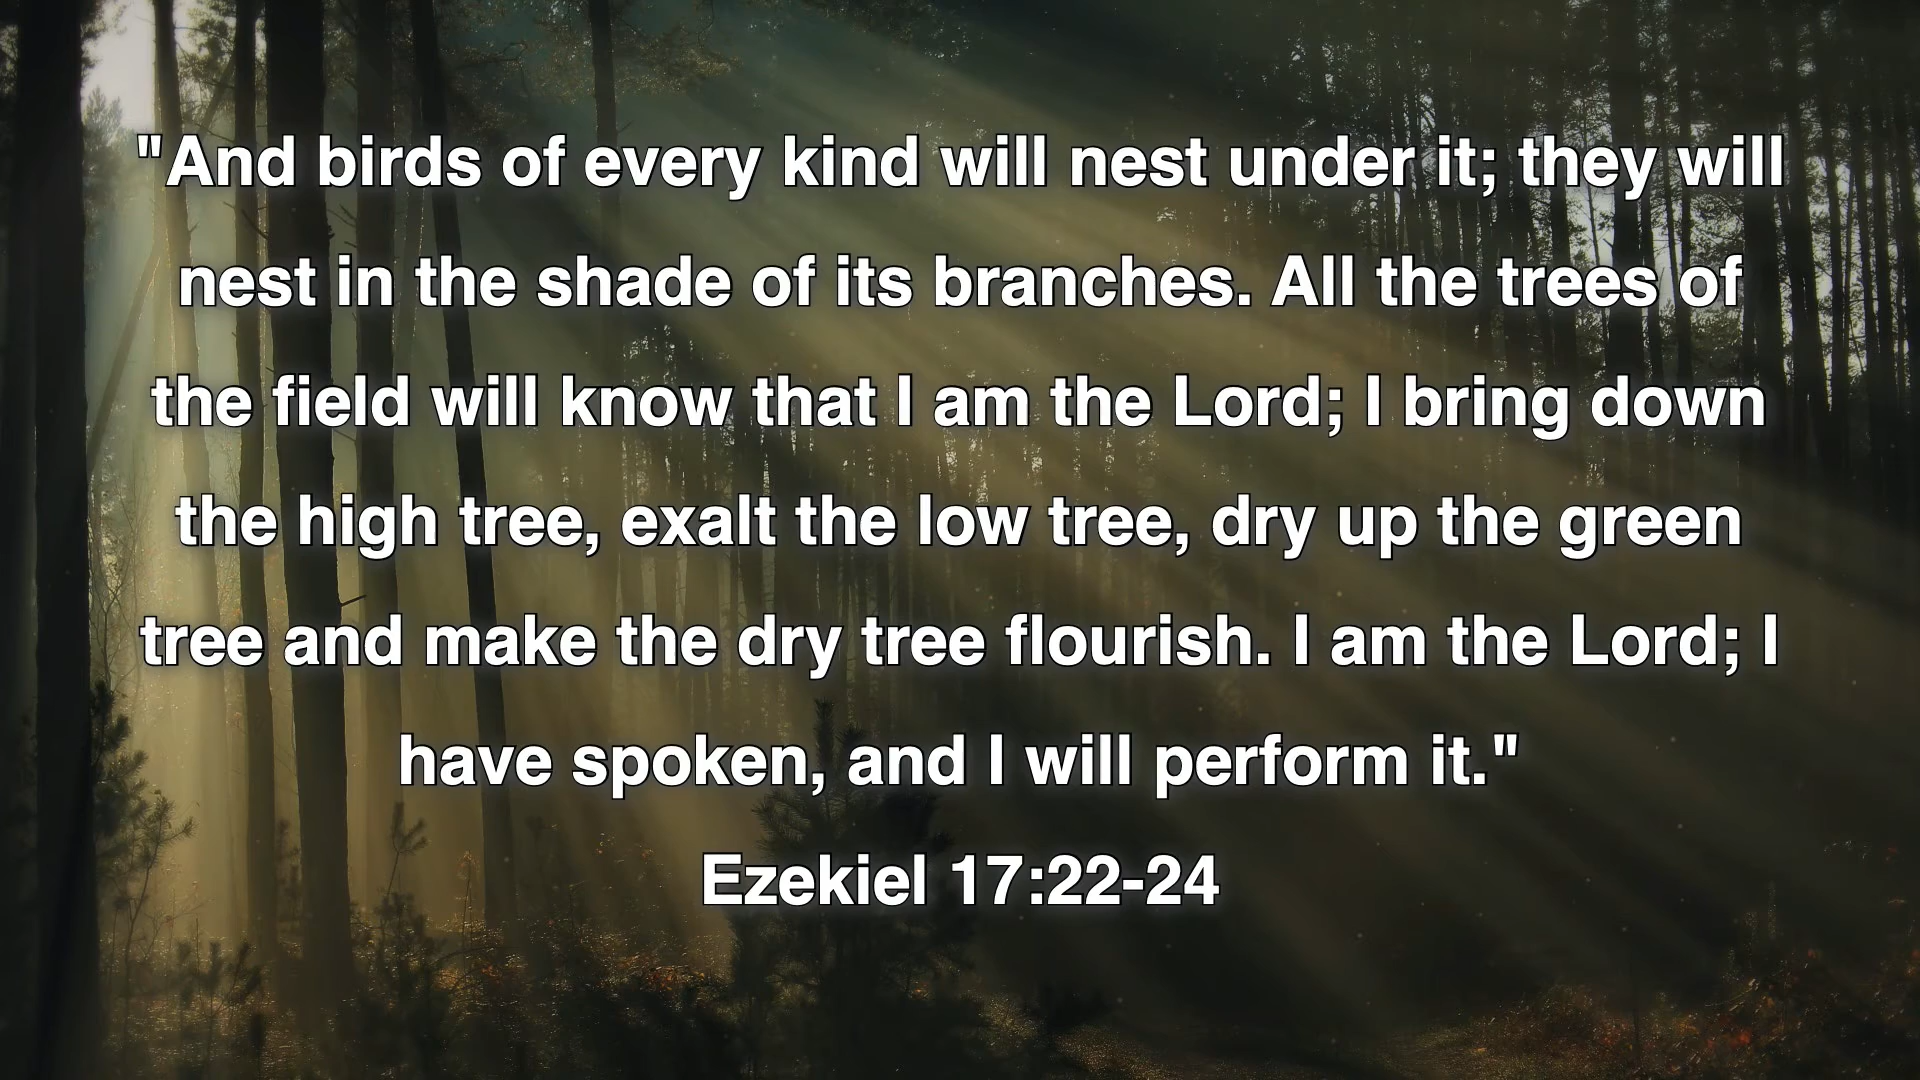 "And birds of every kind will nest under it; they will
nest in the shade of its branches. All the trees of
the field will know that I am the Lord; I bring down
the high tree, exalt the low tree, dry up the green
tree and make the dry tree flourish. I am the Lord; I
have spoken, and I will perform it."
Ezekiel 17:22-24